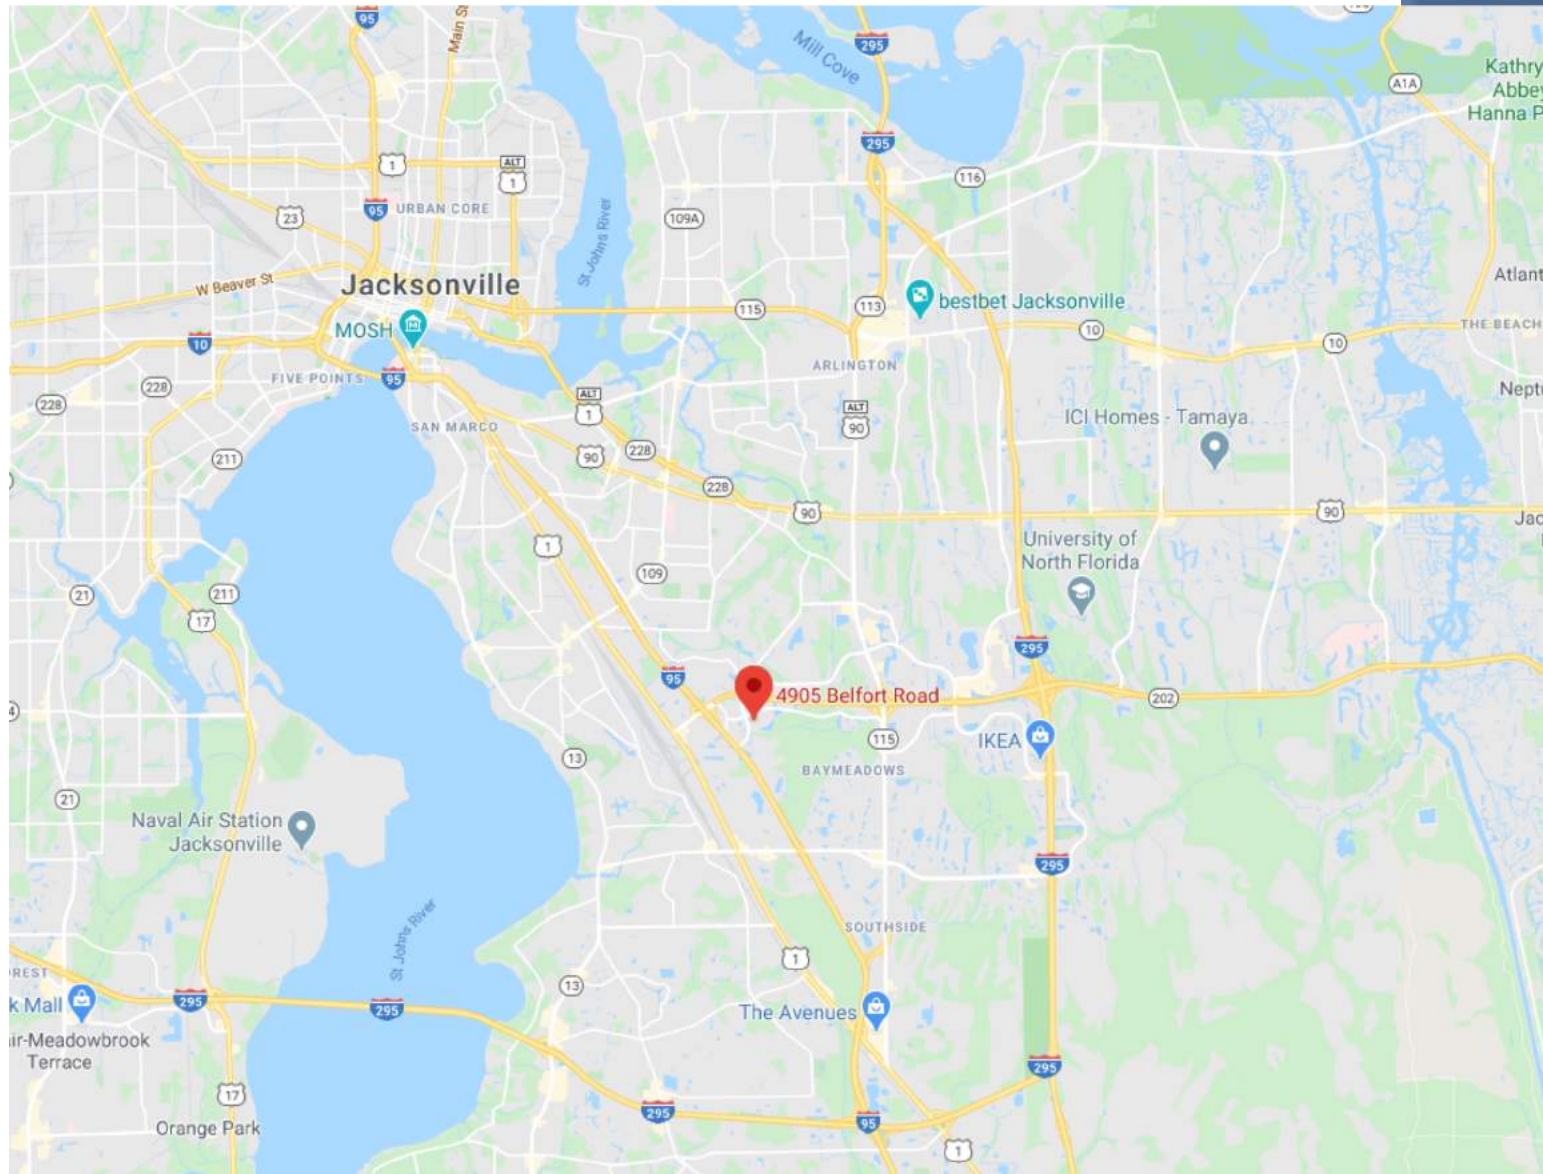 95
Main St
295
Mill Cove
Kathry
Abbey
Hanna P
A1A
1
ALT
1
295
116
23
95
URBAN CORE
109A
St Johns River
W Beaver St
Jacksonville
MOSH
115
113
bestbet Jacksonville
Atlant
10
THE BEACH
10
10
ARLINGTON
FIVE POINTS
95
228
228
ALT
1
ALT
90
Neptu
SAN MARCO
ICI Homes - Tamaya
211
90
228
228
90
90
Jac
University of
North Florida
1
109
21
211
17
295
95
4905 Belfort Road
202
4
13
115
IKEA
BAYMEADOWS
21
Naval Air Station
Jacksonville
295
St Johns River
SOUTHSIDE
1
REST
k Mall
295
295
13
The Avenues
ir-Meadowbrook
Terrace
295
17
295
95
Orange Park
1